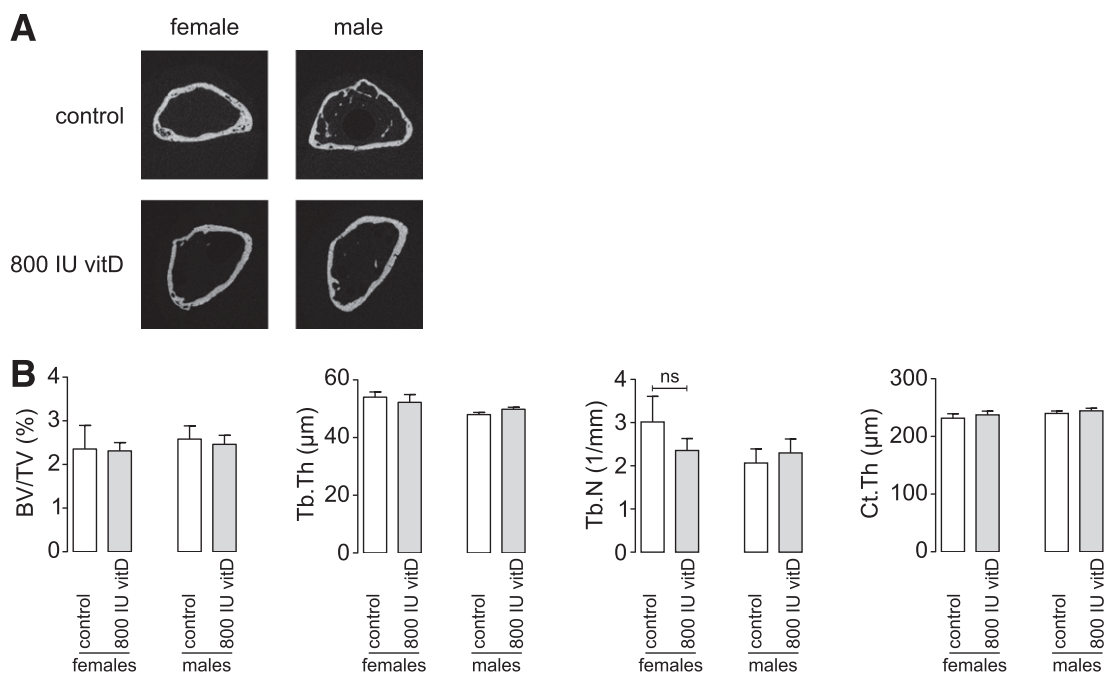 A
female
male
control
800 IU vitD
B
BV/TV (%)
4
3
2
1
0
control
800 IU vitD
control
800 IU vitD
females
males
Tb.Th (µm)
60
40
20
0
control
800 IU vitD
control
800 IU vitD
females
males
Tb.N (1/mm)
4
3
2
1
0
ns
control
800 IU vitD
control
800 IU vitD
females
males
Ct.Th (µm)
300
200
100
0
control
800 IU vitD
control
800 IU vitD
females
males